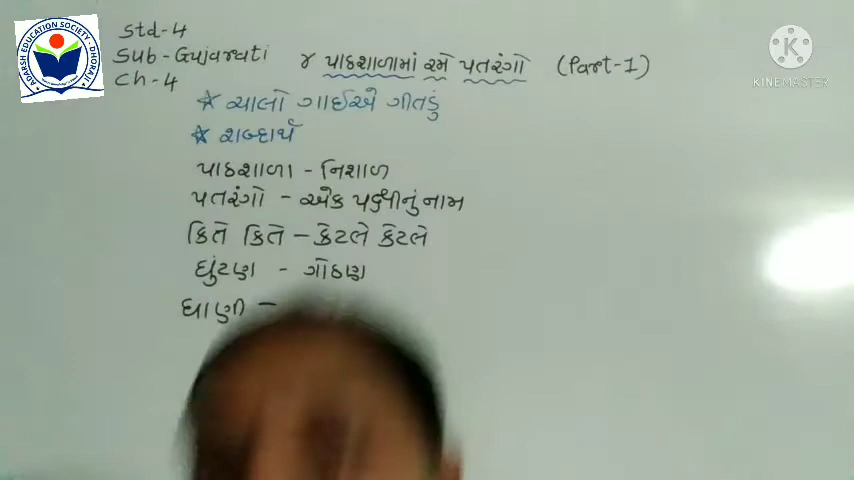 ADARSH EDUCATION SOCIETY - DHORAJI
Std-4
Sub-Gujarati
Ch-4
૪ પાઠશાળામાં રમે પતરંગો (Part-1)
KINEMASTER
☆ ચાલો ગાઈએ ગીતડું
☆ શબ્દાર્થ
પાઠશાળા - નિશાળ
પતરંગો - એક પક્ષીનું નામ
કિતે કિતે - કેટલે કેટલે
ઘુંટણ - ગોઠણ
ઘાણી -